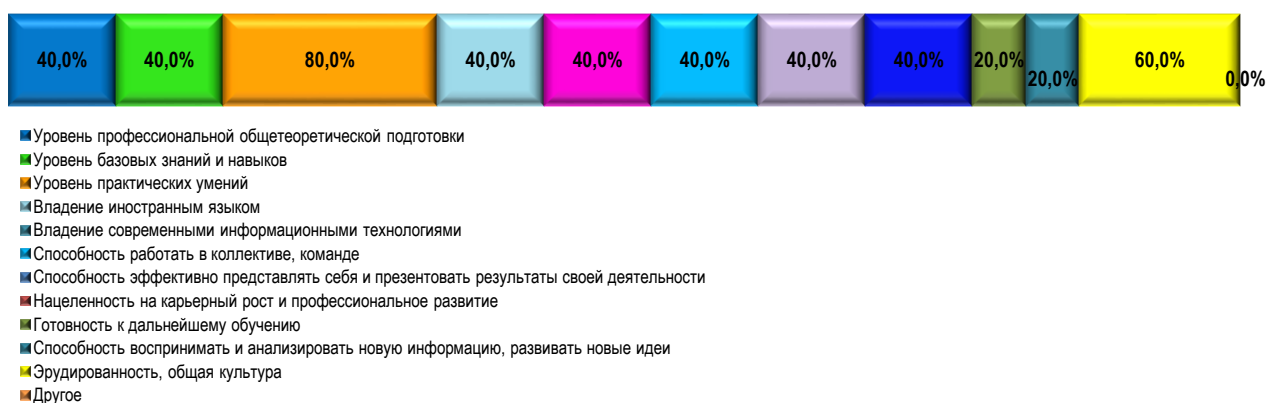 40,0% 40,0% 80,0% 40,0% 40,0% 40,0% 40,0% 40,0% 20,0% 20,0% 60,0% 0,0%
Уровень профессиональной общетеоретической подготовки
Уровень базовых знаний и навыков
Уровень практических умений
Владение иностранным языком
Владение современными информационными технологиями
Способность работать в коллективе, команде
Способность эффективно представлять себя и презентовать результаты своей деятельности
Нацеленность на карьерный рост и профессиональное развитие
Готовность к дальнейшему обучению
Способность воспринимать и анализировать новую информацию, развивать новые идеи
Эрудированность, общая культура
Другое